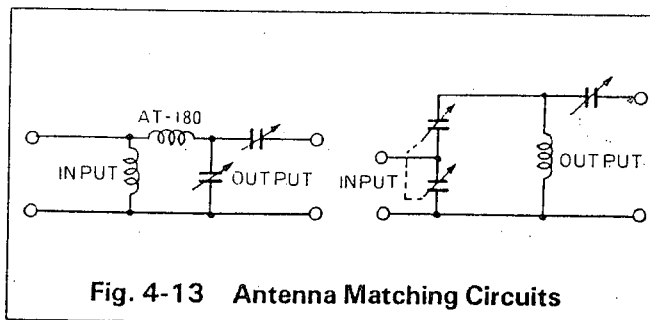 AT-180
INPUT
OUTPUT
INPUT
OUTPUT
Fig. 4-13 Antenna Matching Circuits